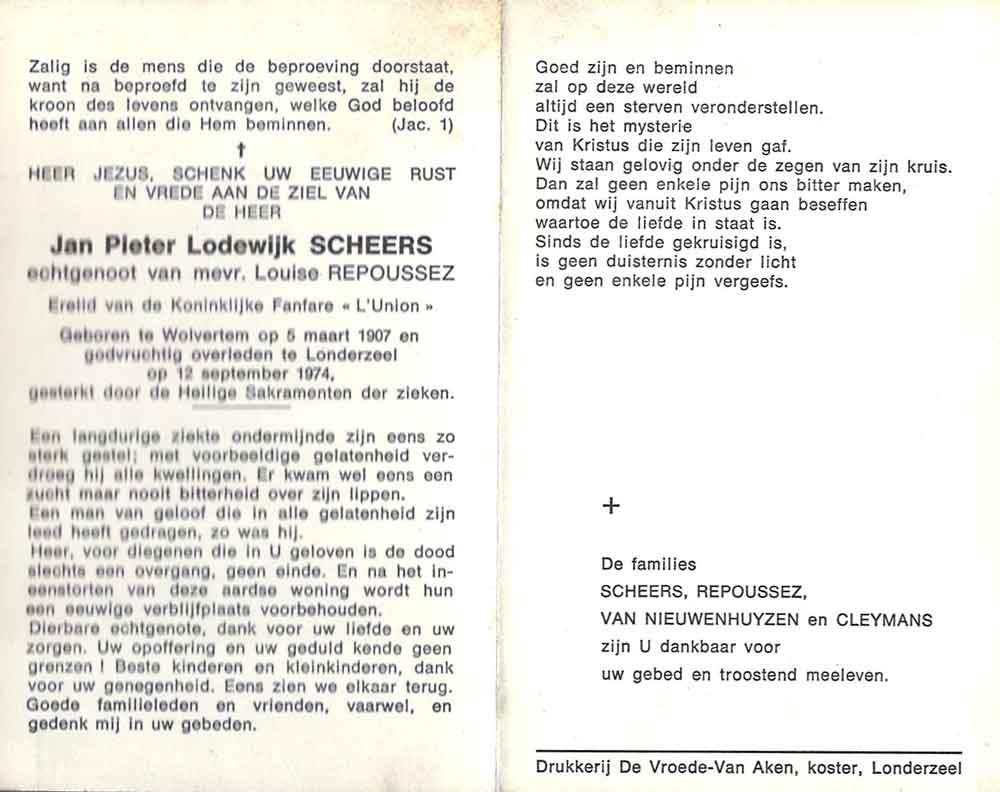 Zalig is de mens die de beproeving doorstaat,
want na beproefd te zijn geweest, zal hij de
kroon des levens ontvangen, welke God beloofd
heeft aan allen die Hem beminnen. (Jac. 1)
†
HEER JEZUS, SCHENK UW EEUWIGE RUST
EN VREDE AAN DE ZIEL VAN
DE HEER
Jan Pieter Lodewijk SCHEERS
echtgenoot van mevr. Louise REPOUSSEZ
Erelid van de Koninklijke Fanfare « L'Union »
Geboren te Wolvertem op 5 maart 1907 en
godvruchtig overleden te Londerzeel
op 12 september 1974,
gesterkt door de Heilige Sakramenten der zieken.
Een langdurige ziekte ondermijnde zijn eens zo
sterk gestel; met voorbeeldige gelatenheid ver-
droeg hij alle kwellingen. Er kwam wel eens een
zucht maar nooit bitterheid over zijn lippen.
Een man van geloof die in alle gelatenheid zijn
leed heeft gedragen, zo was hij.
Heer, voor diegenen die in U geloven is de dood
slechts een overgang, geen einde. En na het in-
eenstorten van deze aardse woning wordt hun
een eeuwige verblijfplaats voorbehouden.
Dierbare echtgenote, dank voor uw liefde en uw
zorgen. Uw opoffering en uw geduld kende geen
grenzen ! Beste kinderen en kleinkinderen, dank
voor uw genegenheid. Eens zien we elkaar terug.
Goede familieleden en vrienden, vaarwel, en
gedenk mij in uw gebeden.
Goed zijn en beminnen
zal op deze wereld
altijd een sterven veronderstellen.
Dit is het mysterie
van Kristus die zijn leven gaf.
Wij staan gelovig onder de zegen van zijn kruis.
Dan zal geen enkele pijn ons bitter maken,
omdat wij vanuit Kristus gaan beseffen
waartoe de liefde in staat is.
Sinds de liefde gekruisigd is,
is geen duisternis zonder licht
en geen enkele pijn vergeefs.
+
De families
SCHEERS, REPOUSSEZ,
VAN NIEUWENHUYZEN en CLEYMANS
zijn U dankbaar voor
uw gebed en troostend meeleven.
Drukkerij De Vroede-Van Aken, koster, Londerzeel